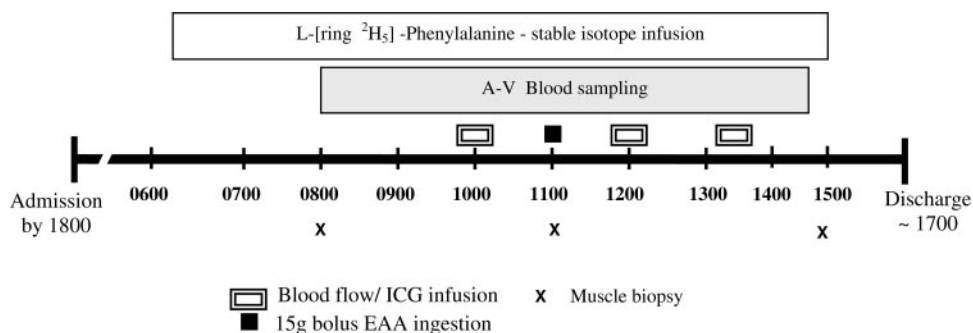 L-[ring ²H₅] -Phenylalanine - stable isotope infusion
A-V Blood sampling
0600 0700 0800 0900 1000 1100 1200 1300 1400 1500
Admission by 1800
Discharge ~ 1700
X X X
Blood flow/ ICG infusion
X Muscle biopsy
15g bolus EAA ingestion